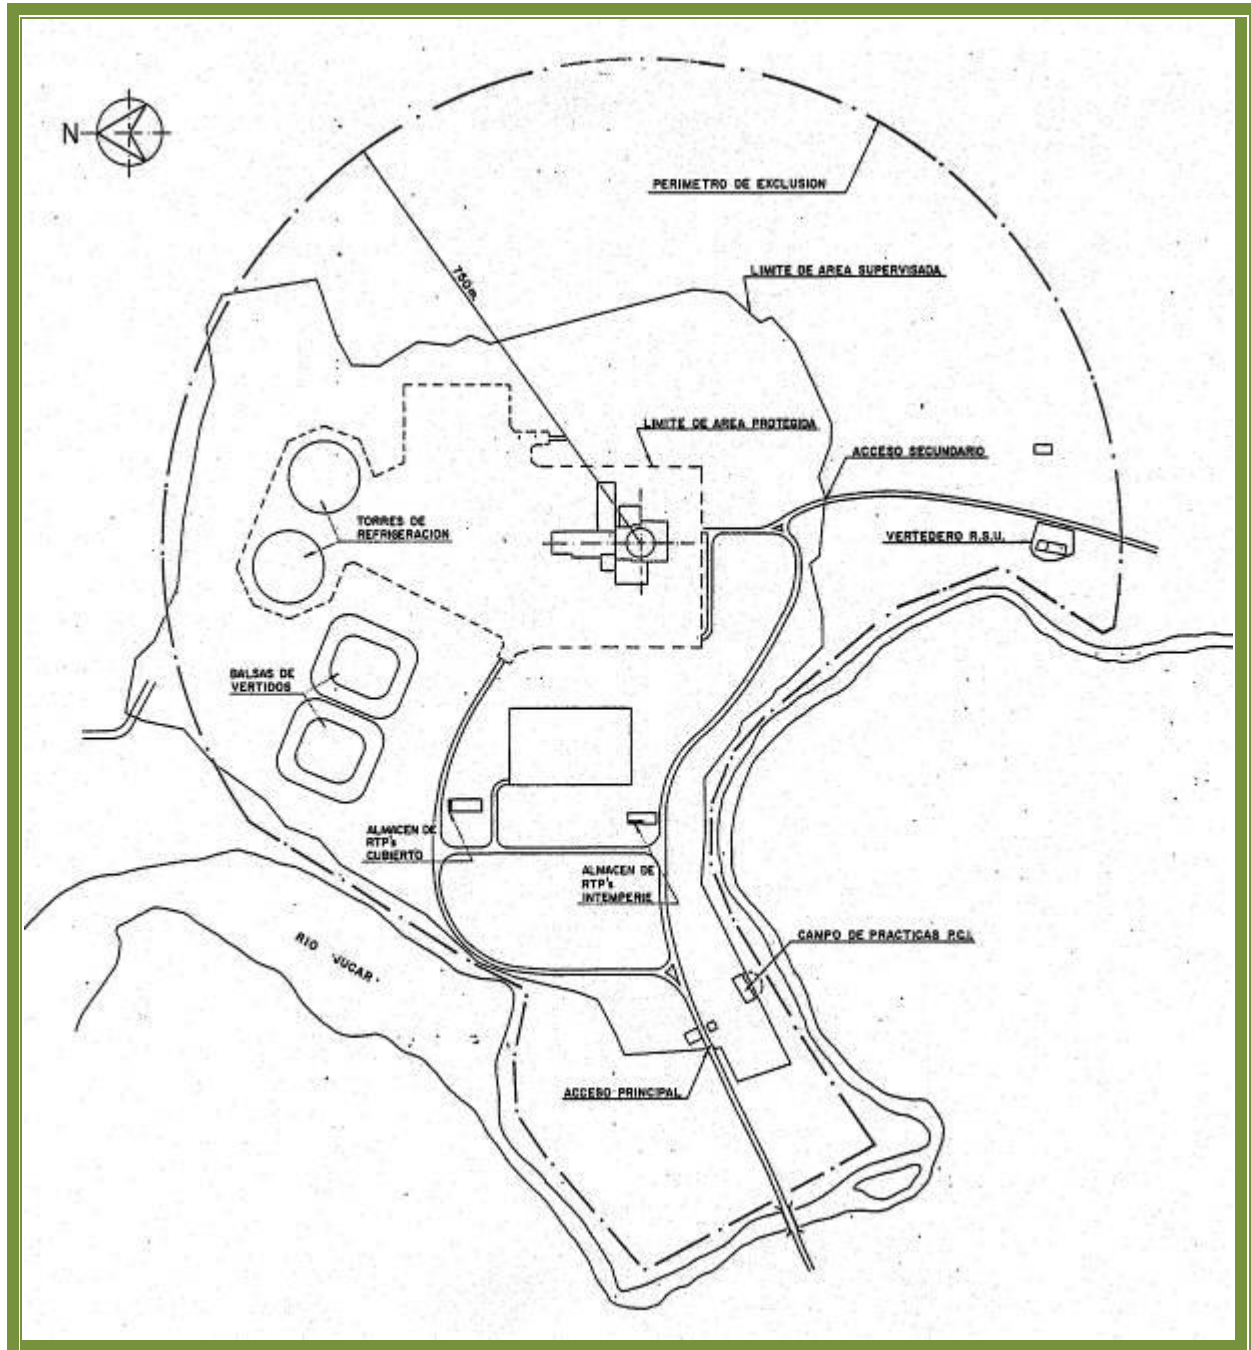 N
PERIMETRO DE EXCLUSION
750m.
LIMITE DE AREA SUPERVISADA
LIMITE DE AREA PROTEGIDA
ACCESO SECUNDARIO
TORRES DE
REFRIGERACION
VERTEDERO R.S.U.
BALSAS DE
VERTIDOS
ALMACEN DE
RTP's
CUBIERTO
ALMACEN DE
RTP's
INTEMPERIE
CAMPO DE PRACTICAS P.C.I.
RIO JUCAR
ACCESO PRINCIPAL